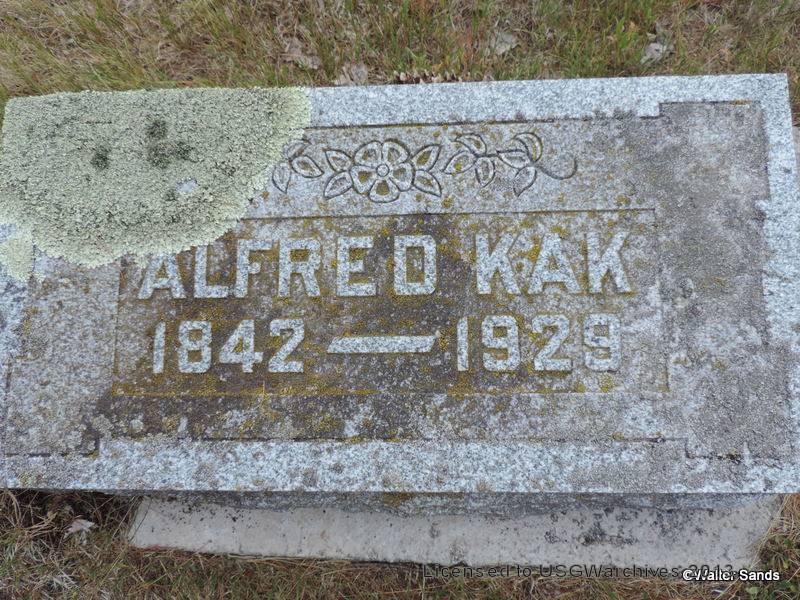 ALFRED KAK
1842 — 1929
Licensed to USGWarchives 2013
©Walter Sands